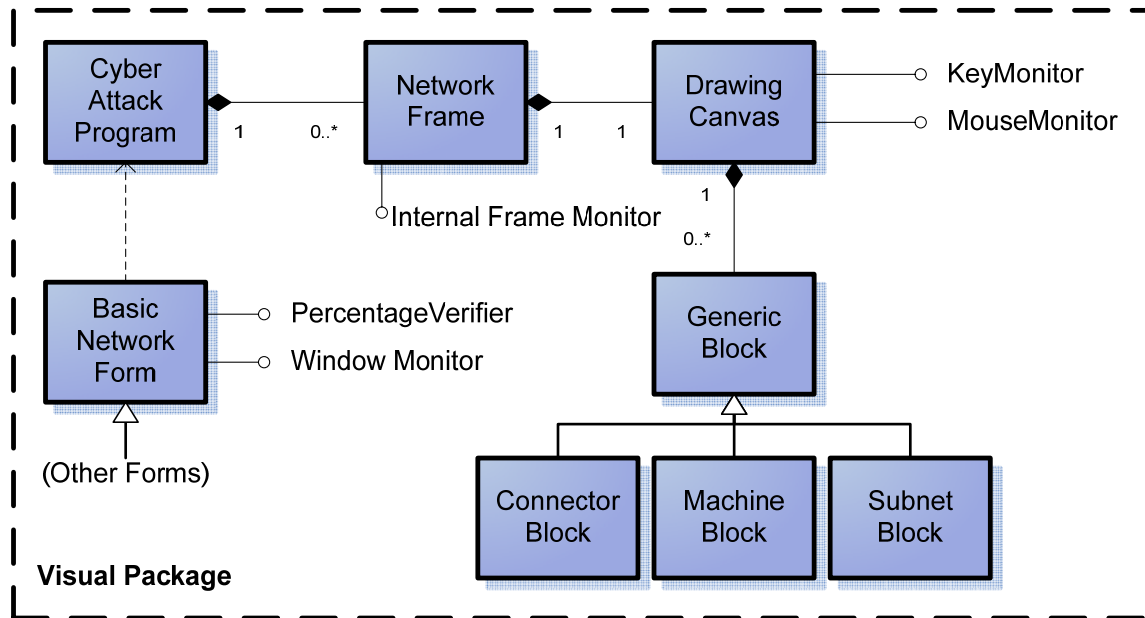 Cyber
Attack
Program
1
0..*
Network
Frame
1
1
Drawing
Canvas
KeyMonitor
MouseMonitor
Internal Frame Monitor
1
0..*
Basic
Network
Form
PercentageVerifier
Window Monitor
(Other Forms)
Generic
Block
Connector
Block
Machine
Block
Subnet
Block
Visual Package